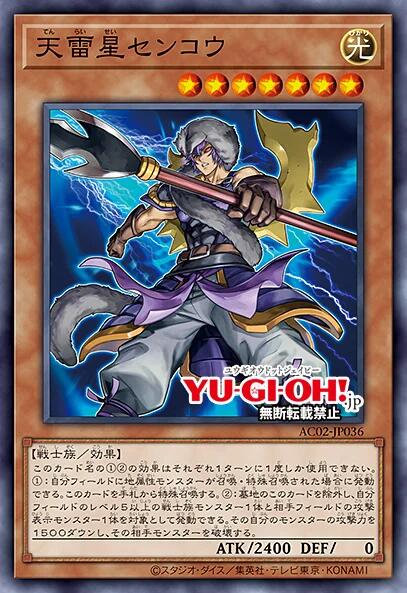 てん らい せい
天雷星センコウ
ひかり
光
ユウギオウドットジェイピー
YU-GI-OH!.jp
無断転載禁止
AC02-JP036
【戦士族／効果】
このカード名の①②の効果はそれぞれ１ターンに１度しか使用できない。
①：自分フィールドに地属性モンスターが召喚・特殊召喚された場合に発動
できる。このカードを手札から特殊召喚する。②：墓地のこのカードを除外し、自分
フィールドのレベル５以上の戦士族モンスター１体と相手フィールドの攻撃
表示モンスター１体を対象として発動できる。その自分のモンスターの攻撃力を
１５００ダウンし、その相手モンスターを破壊する。
ATK/2400 DEF/ 0
©スタジオ・ダイス／集英社・テレビ東京・KONAMI